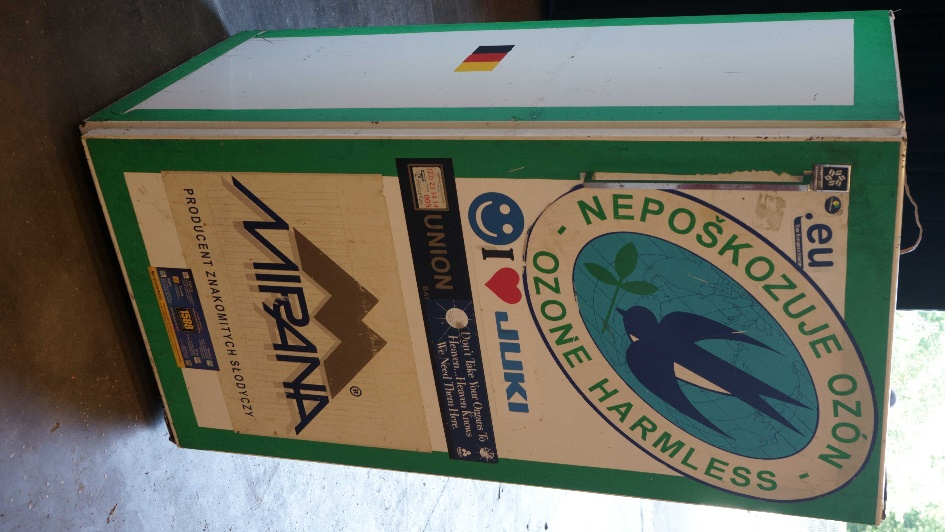 .eu
NEPOŠKOZUJE OZÓN -
OZONE HARMLESS -
I ♥ JUKI
UNION
Don't Take Your Organs To
Heaven...Heaven Knows
We Need Them Here.
MIRANA ®
PRODUCENT ZNAKOMITYCH SŁODYCZY
1588